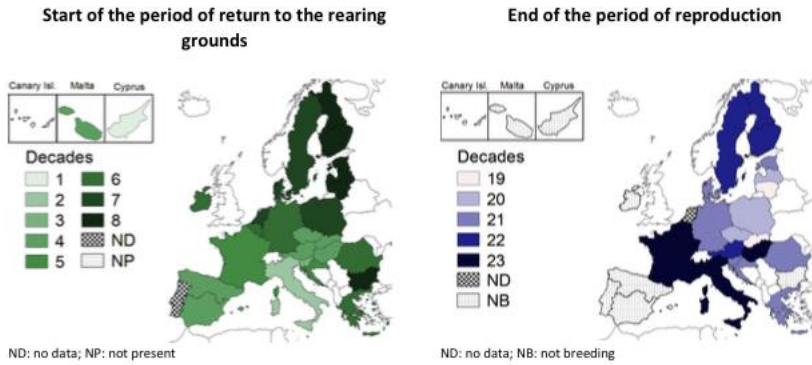 Start of the period of return to the rearing
grounds
Canary Isl. Malta Cyprus
Decades
1 6
2 7
3 8
4 ND
5 NP
ND: no data; NP: not present
End of the period of reproduction
Canary Isl. Malta Cyprus
Decades
19
20
21
22
23
ND
NB
ND: no data; NB: not breeding